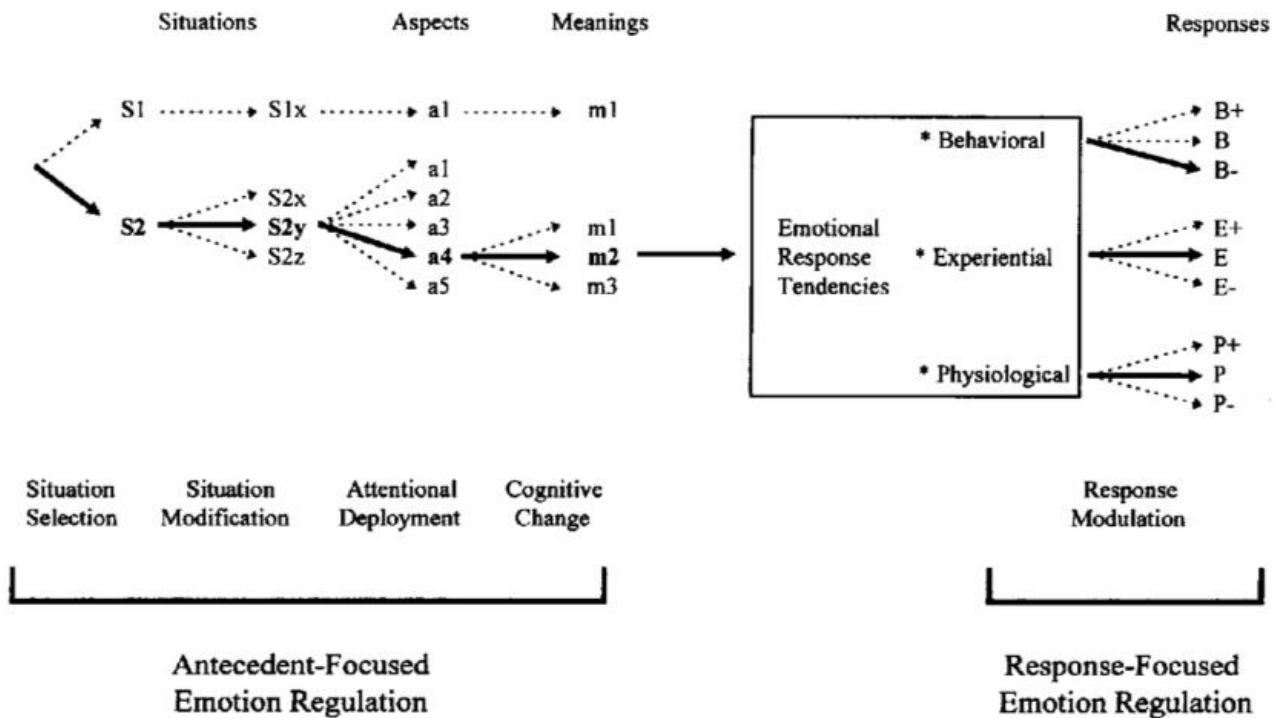 Situations Aspects Meanings Responses
S1 S1x a1 m1 B+
* Behavioral B
a1 B-
S2x a2
S2 S2y a3 m1 Emotional E+
S2z a4 m2 Response * Experiential E
a5 m3 Tendencies E-
P+
* Physiological P
P-
Situation Situation Attentional Cognitive Response
Selection Modification Deployment Change Modulation
Antecedent-Focused Response-Focused
Emotion Regulation Emotion Regulation